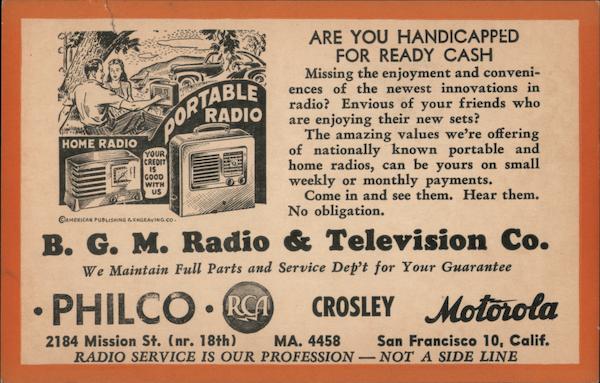 ARE YOU HANDICAPPED
FOR READY CASH
Missing the enjoyment and conveni-
ences of the newest innovations in
radio? Envious of your friends who
are enjoying their new sets?
The amazing values we're offering
of nationally known portable and
home radios, can be yours on small
weekly or monthly payments.
Come in and see them. Hear them.
No obligation.
PORTABLE
RADIO
HOME RADIO
YOUR
CREDIT
IS
GOOD
WITH
US
©AMERICAN PUBLISHING & ENGRAVING CO.
B. G. M. Radio & Television Co.
We Maintain Full Parts and Service Dep't for Your Guarantee
• PHILCO • RCA CROSLEY Motorola
2184 Mission St. (nr. 18th) MA. 4458 San Francisco 10, Calif.
RADIO SERVICE IS OUR PROFESSION — NOT A SIDE LINE